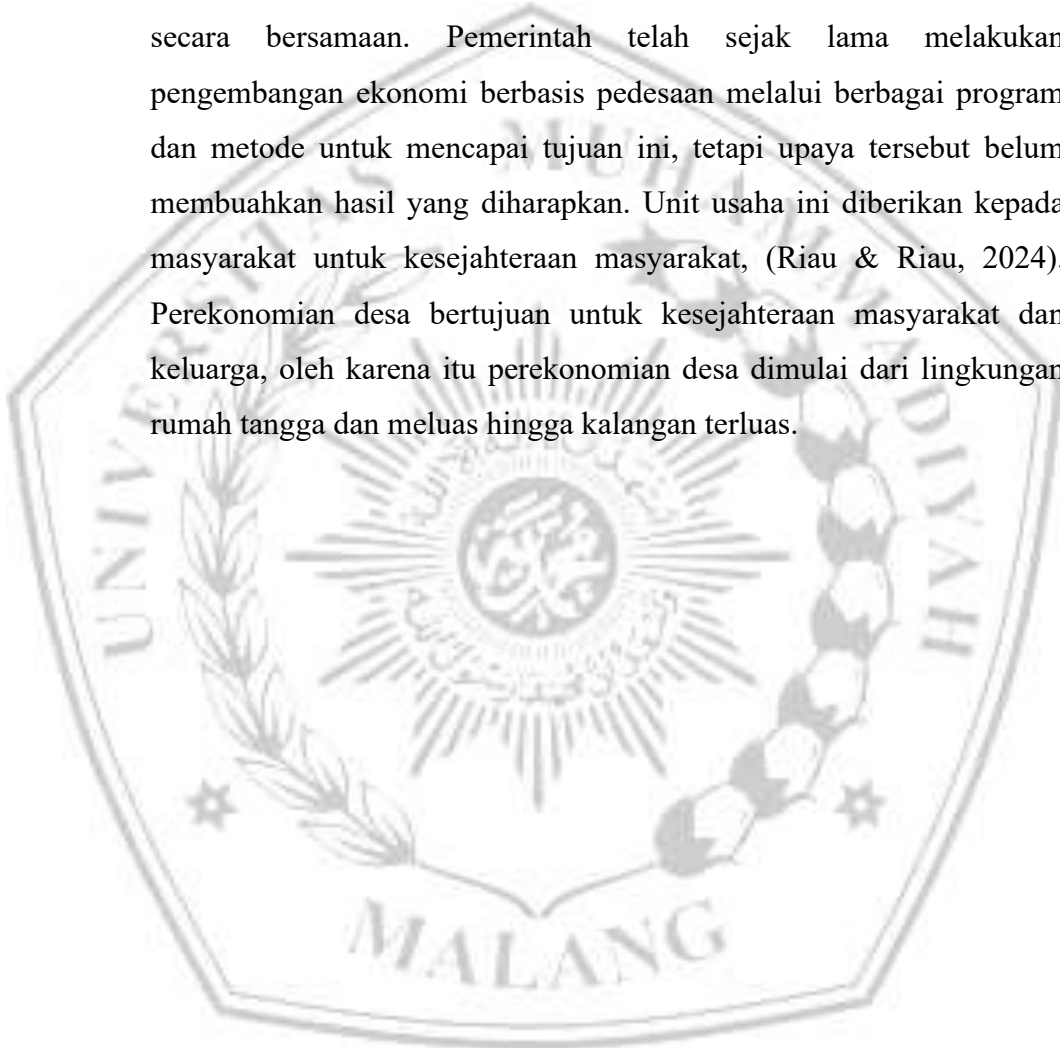 secara bersamaan. Pemerintah telah sejak lama melakukan
pengembangan ekonomi berbasis pedesaan melalui berbagai program
dan metode untuk mencapai tujuan ini, tetapi upaya tersebut belum
membuahkan hasil yang diharapkan. Unit usaha ini diberikan kepada
masyarakat untuk kesejahteraan masyarakat, (Riau & Riau, 2024).
Perekonomian desa bertujuan untuk kesejahteraan masyarakat dan
keluarga, oleh karena itu perekonomian desa dimulai dari lingkungan
rumah tangga dan meluas hingga kalangan terluas.
UNIVERSITAS MUHAMMADIYAH
MALANG